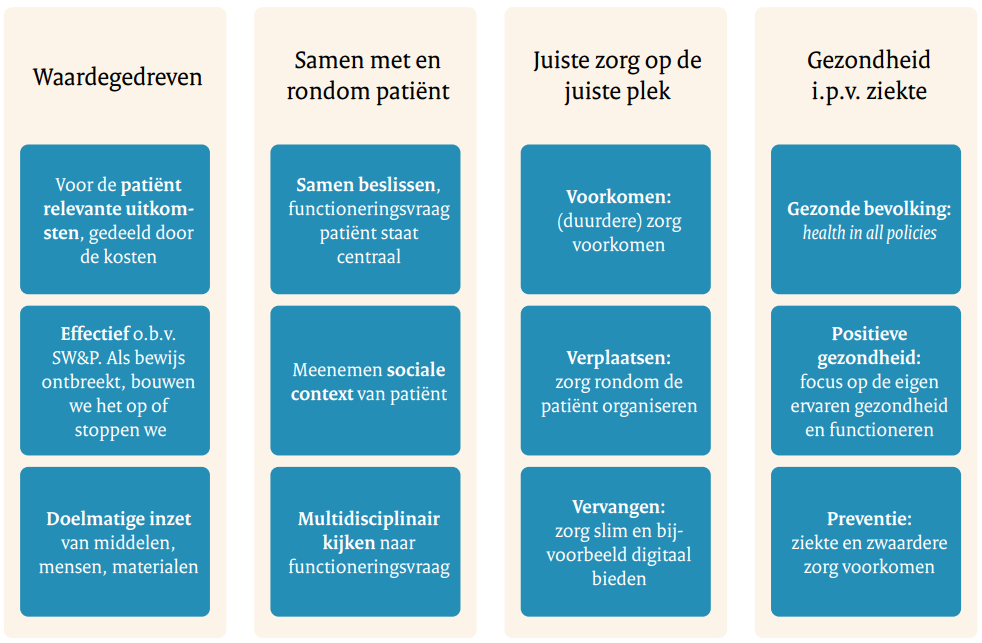 Waardegedreven
Voor de patiënt
relevante uitkom-
sten, gedeeld door
de kosten
Effectief o.b.v.
SW&P. Als bewijs
ontbreekt, bouwen
we het op of
stoppen we
Doelmatige inzet
van middelen,
mensen, materialen
Samen met en
rondom patiënt
Samen beslissen,
functioneringsvraag
patiënt staat
centraal
Meenemen sociale
context van patiënt
Multidisciplinair
kijken naar
functioneringsvraag
Juiste zorg op de
juiste plek
Voorkomen:
(duurdere) zorg
voorkomen
Verplaatsen:
zorg rondom de
patiënt organiseren
Vervangen:
zorg slim en bij-
voorbeeld digitaal
bieden
Gezondheid
i.p.v. ziekte
Gezonde bevolking:
health in all policies
Positieve
gezondheid:
focus op de eigen
ervaren gezondheid
en functioneren
Preventie:
ziekte en zwaardere
zorg voorkomen